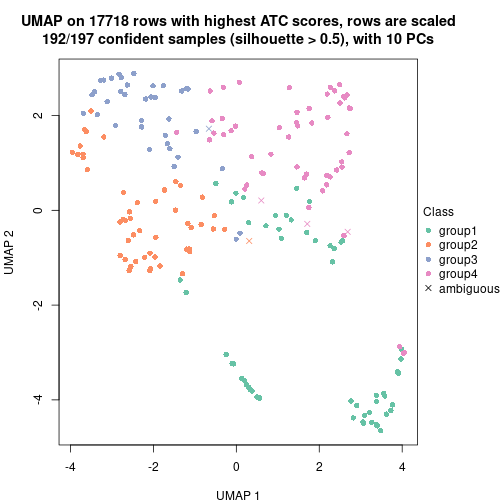 UMAP on 17718 rows with highest ATC scores, rows are scaled
192/197 confident samples (silhouette > 0.5), with 10 PCs
2
0
-2
-4
UMAP 2
-4
-2
0
2
4
UMAP 1
Class
group1
group2
group3
group4
ambiguous